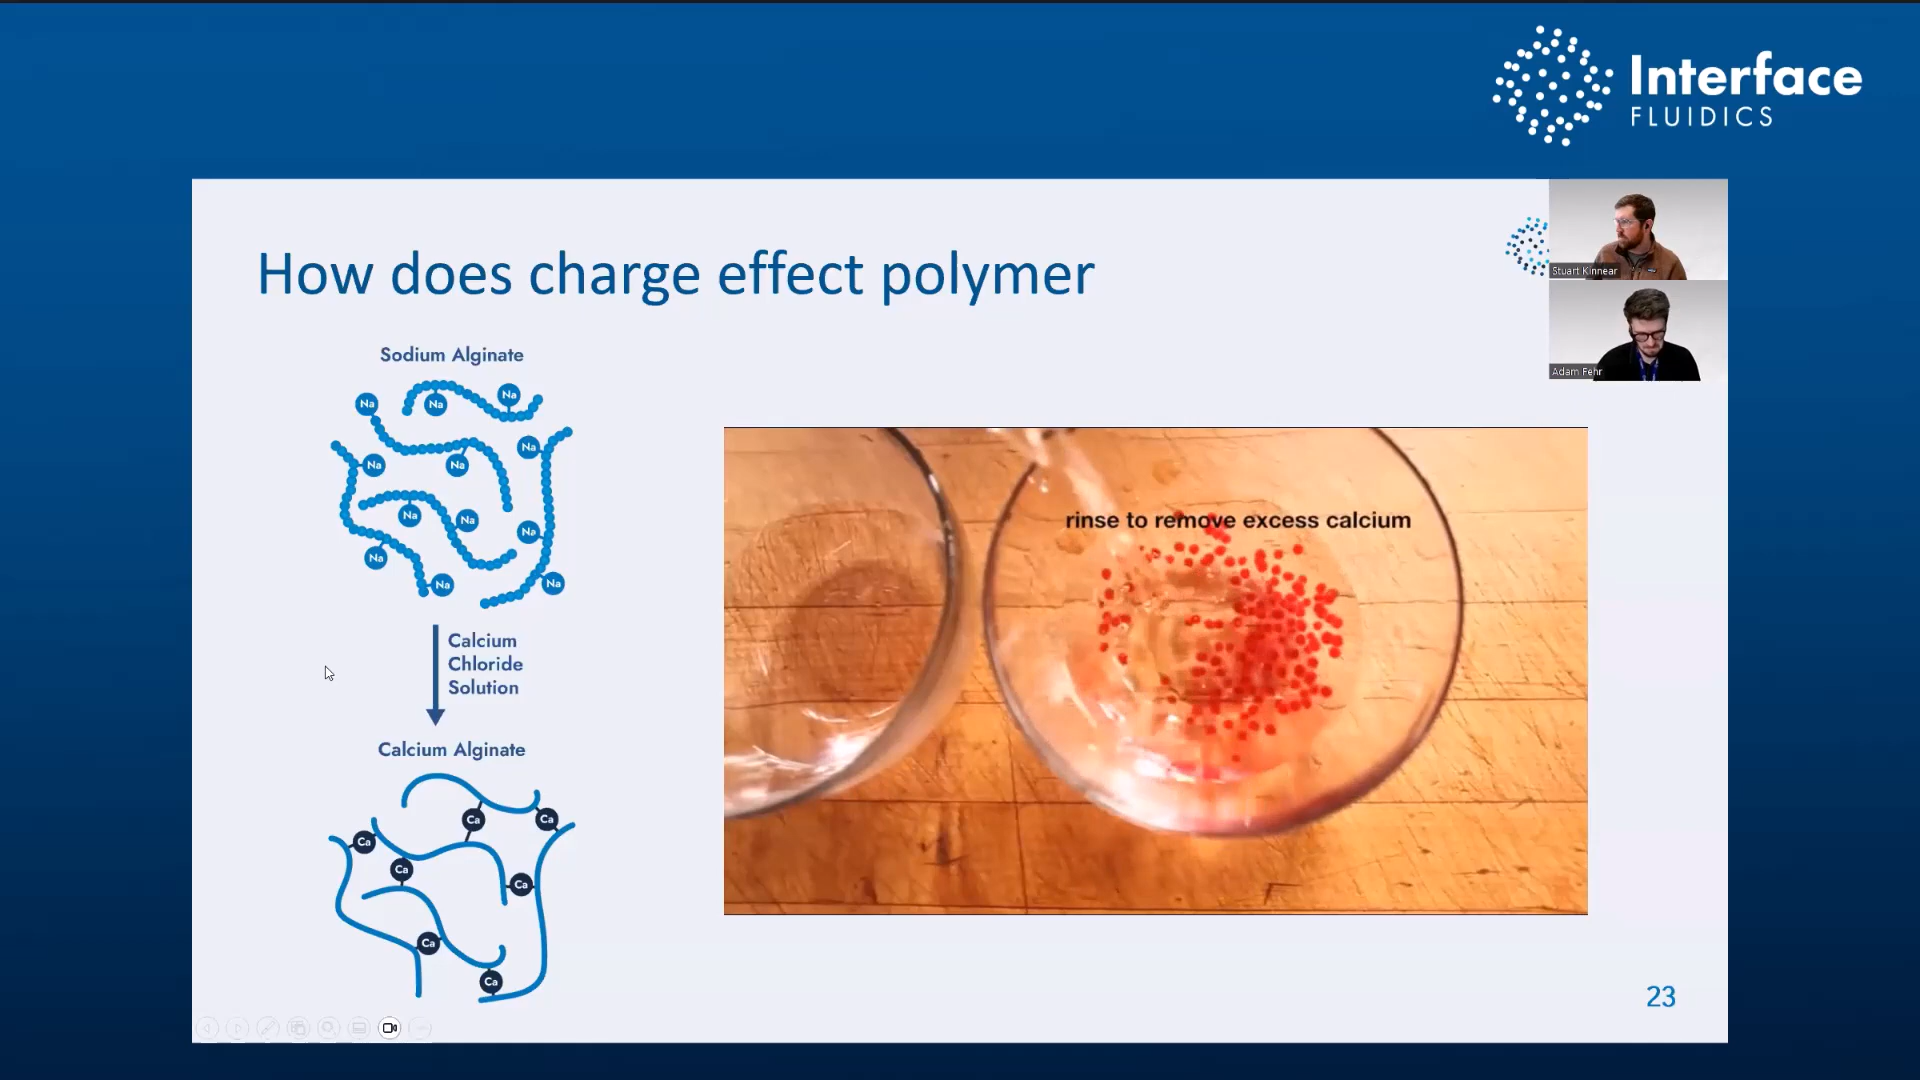 Interface
FLUIDICS
How does charge effect polymer
Stuart Kinnear
Adam Fehr
Sodium Alginate
Na
Na
Na
Na
Na
Na
Na
Na
Na
Na
Na
Na
Calcium
Chloride
Solution
Calcium Alginate
Ca
Ca
Ca
Ca
Ca
Ca
Ca
rinse to remove excess calcium
23